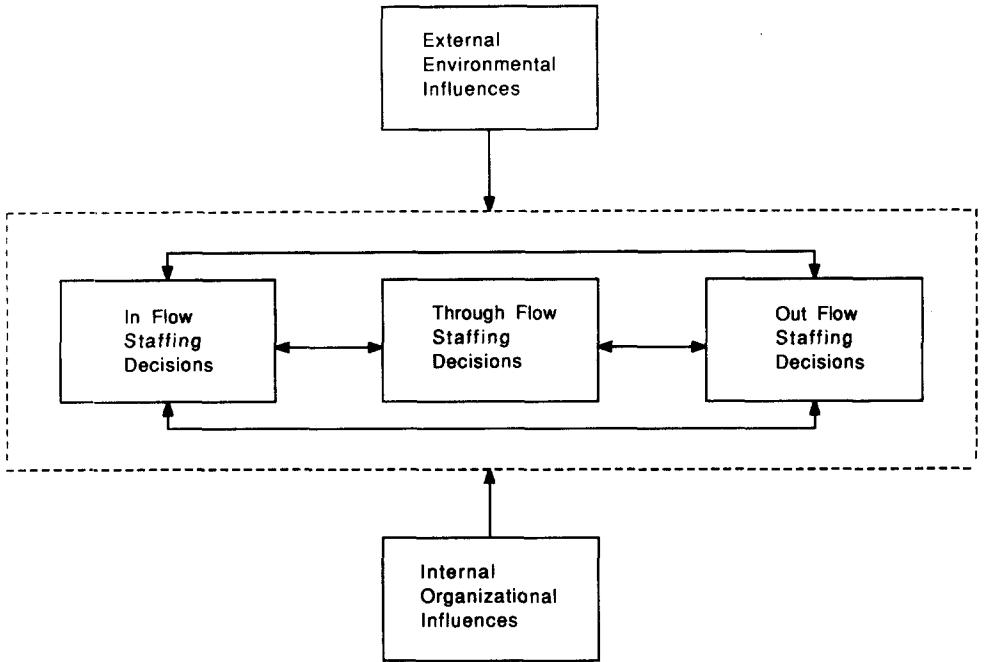 External
Environmental
Influences
In Flow
Staffing
Decisions
Through Flow
Staffing
Decisions
Out Flow
Staffing
Decisions
Internal
Organizational
Influences